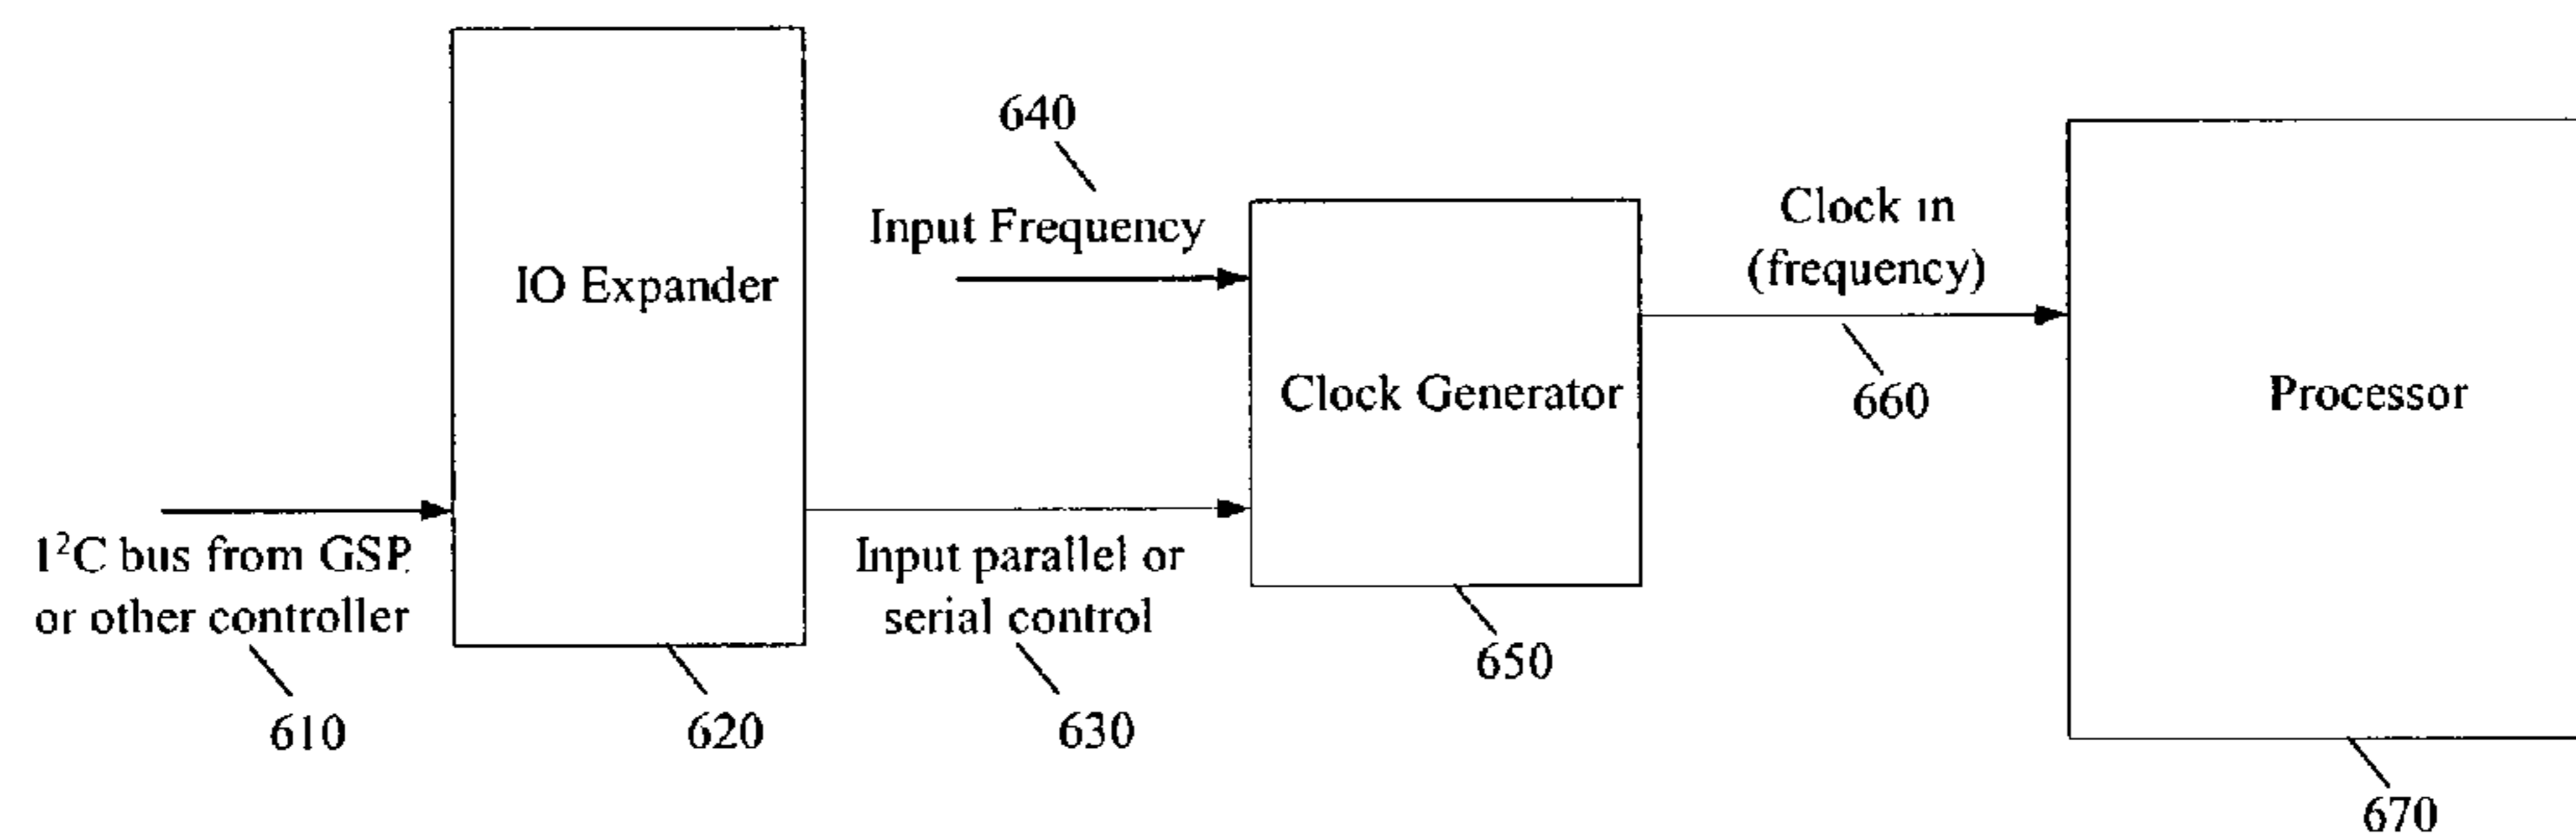 IO Expander
I²C bus from GSP
or other controller
610
620
640
Input Frequency
Input parallel or
serial control
630
Clock Generator
650
Clock in
(frequency)
660
Processor
670